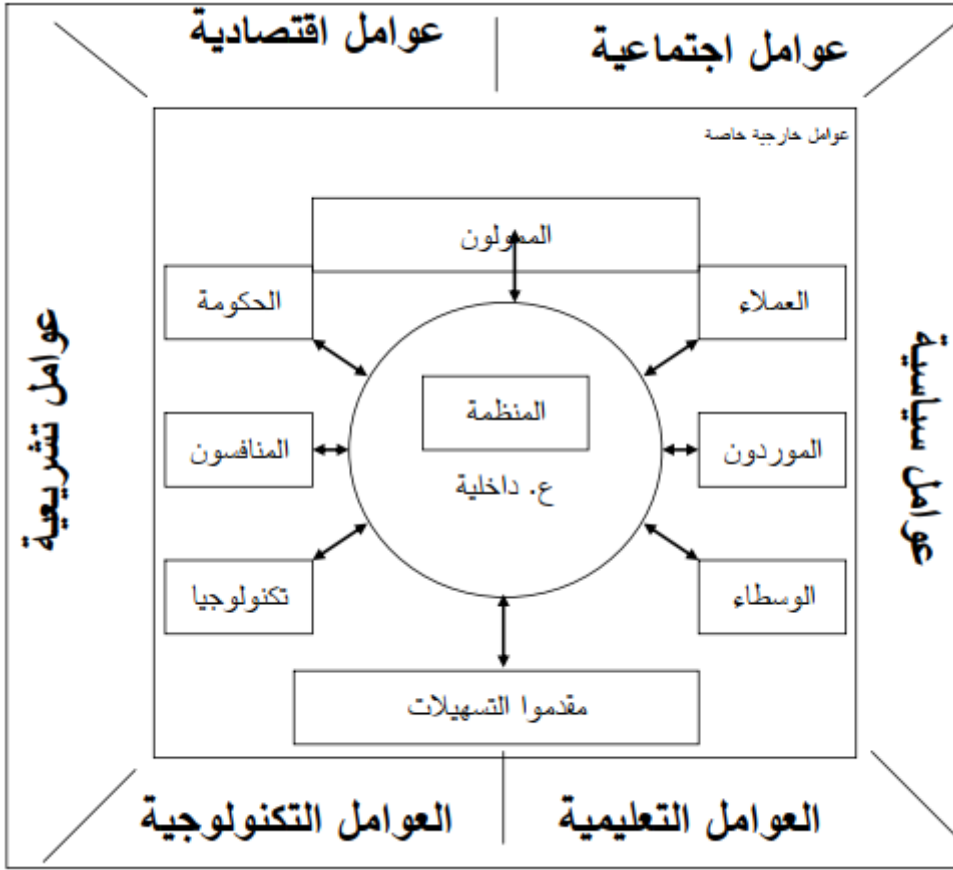 عوامل اجتماعية
عوامل اقتصادية
عوامل خارجية خاصة
الممولون
العملاء
الحكومة
عوامل سياسية
المنظمة
الموردون
المنافسون
عوامل تشريعية
ع. داخلية
الوسطاء
تكنولوجيا
مقدموا التسهيلات
العوامل التعليمية
العوامل التكنولوجية